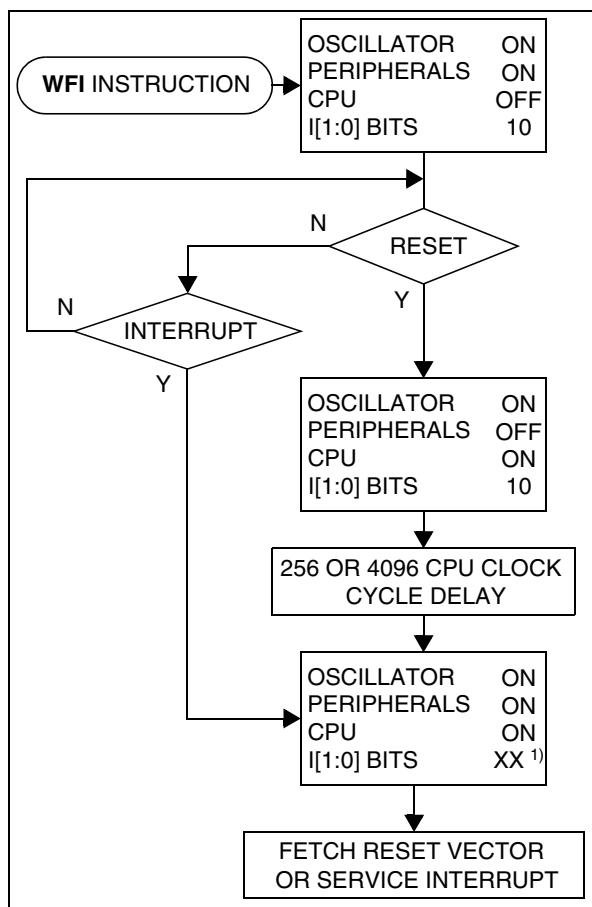 WFI INSTRUCTION
OSCILLATOR ON
PERIPHERALS ON
CPU OFF
I[1:0] BITS 10
N
RESET
N
INTERRUPT
Y
Y
OSCILLATOR ON
PERIPHERALS OFF
CPU ON
I[1:0] BITS 10
256 OR 4096 CPU CLOCK
CYCLE DELAY
OSCILLATOR ON
PERIPHERALS ON
CPU ON
I[1:0] BITS XX 1)
FETCH RESET VECTOR
OR SERVICE INTERRUPT